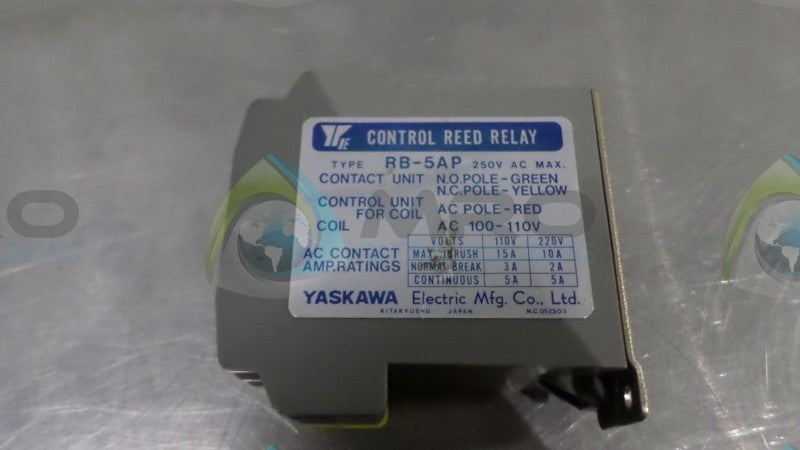 YE CONTROL REED RELAY
TYPE RB-5AP 250V AC MAX.
CONTACT UNIT N.O.POLE-GREEN
N.C.POLE-YELLOW
CONTROL UNIT
FOR COIL AC POLE-RED
COIL AC 100-110V
AC CONTACT
AMP.RATINGS
VOLTS 110V 220V
MAX. INRUSH 15A 10A
NORMAL BREAK 3A 2A
CONTINUOUS 5A 5A
YASKAWA Electric Mfg. Co., Ltd.
KITAKYUSHU JAPAN N.C 052303
MRO